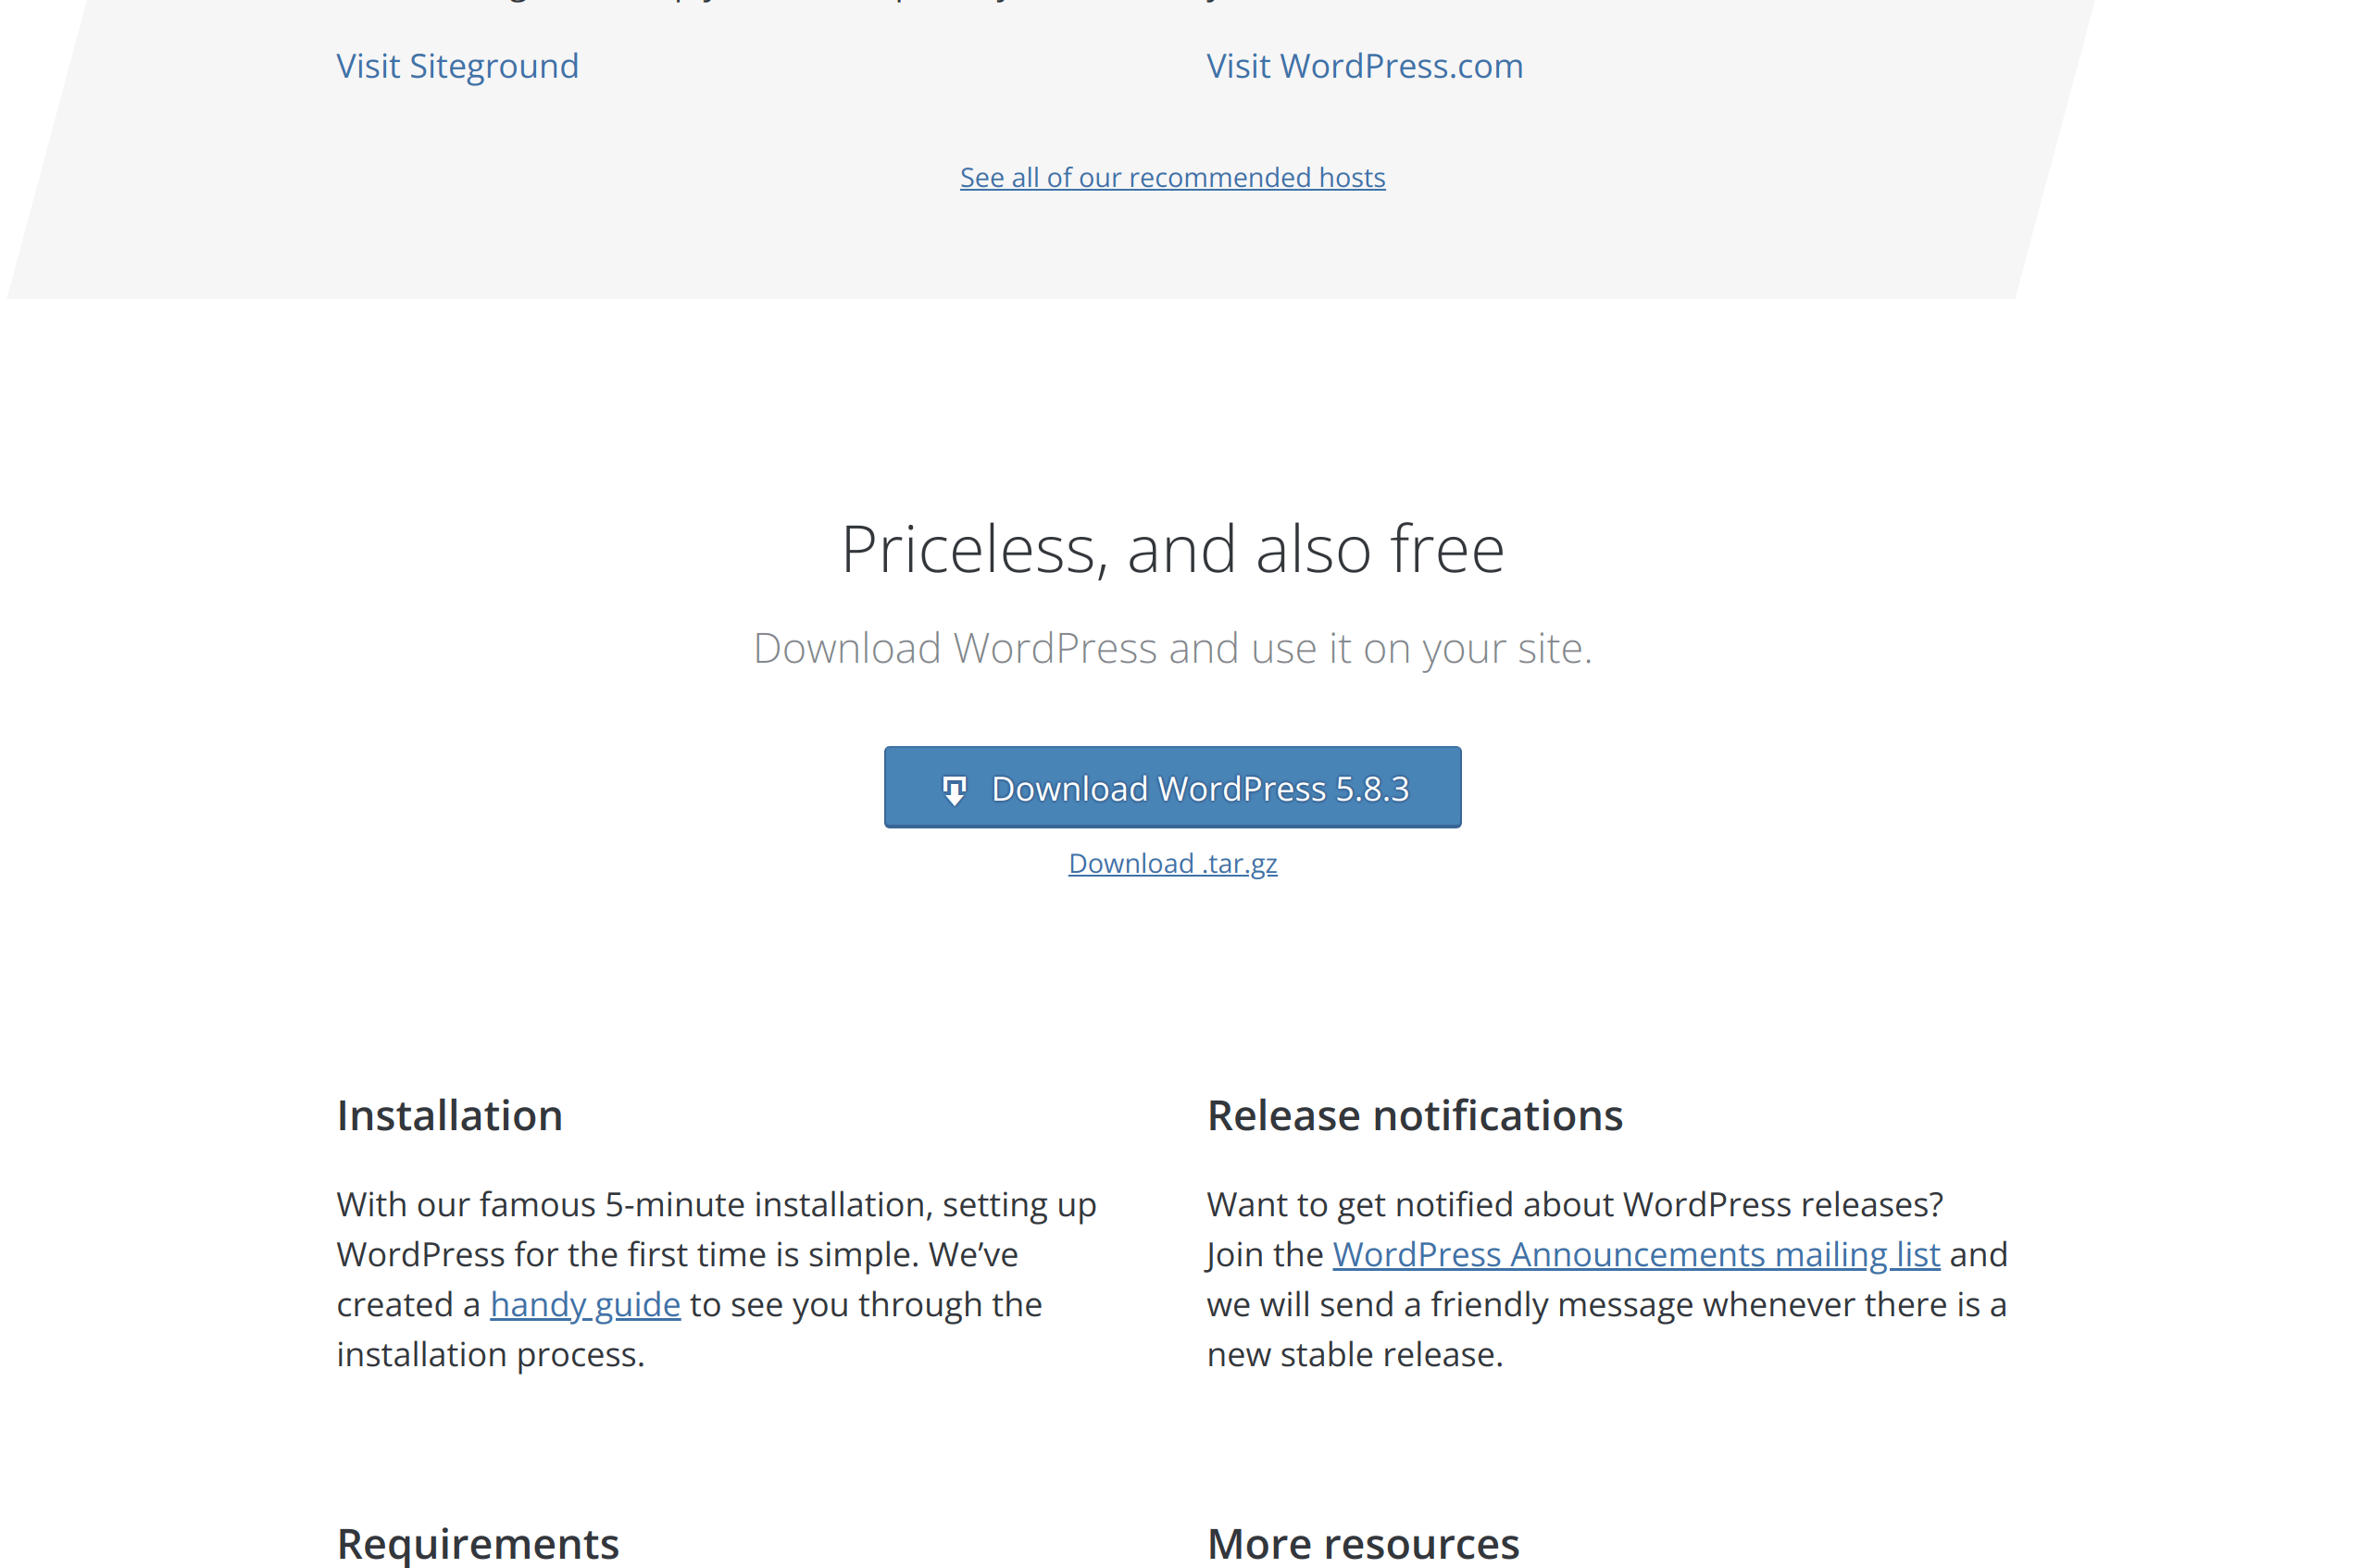 Visit Siteground
Visit WordPress.com
See all of our recommended hosts
Priceless, and also free
Download WordPress and use it on your site.
Download WordPress 5.8.3
Download .tar.gz
Installation
With our famous 5-minute installation, setting up
WordPress for the first time is simple. We’ve
created a handy guide to see you through the
installation process.
Release notifications
Want to get notified about WordPress releases?
Join the WordPress Announcements mailing list and
we will send a friendly message whenever there is a
new stable release.
Requirements
More resources